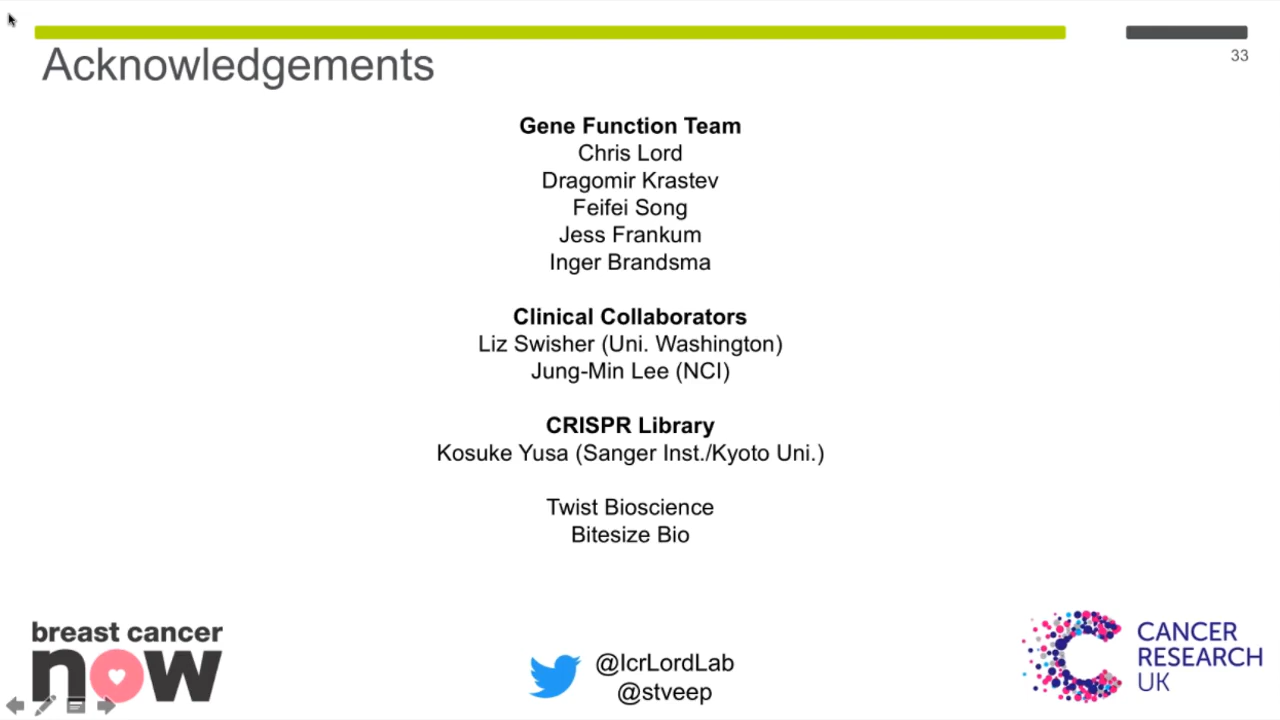 Acknowledgements
33
Gene Function Team
Chris Lord
Dragomir Krastev
Feifei Song
Jess Frankum
Inger Brandsma
Clinical Collaborators
Liz Swisher (Uni. Washington)
Jung-Min Lee (NCI)
CRISPR Library
Kosuke Yusa (Sanger Inst./Kyoto Uni.)
Twist Bioscience
Bitesize Bio
breast cancer
now
@IcrLordLab
@stveep
CANCER
RESEARCH
UK